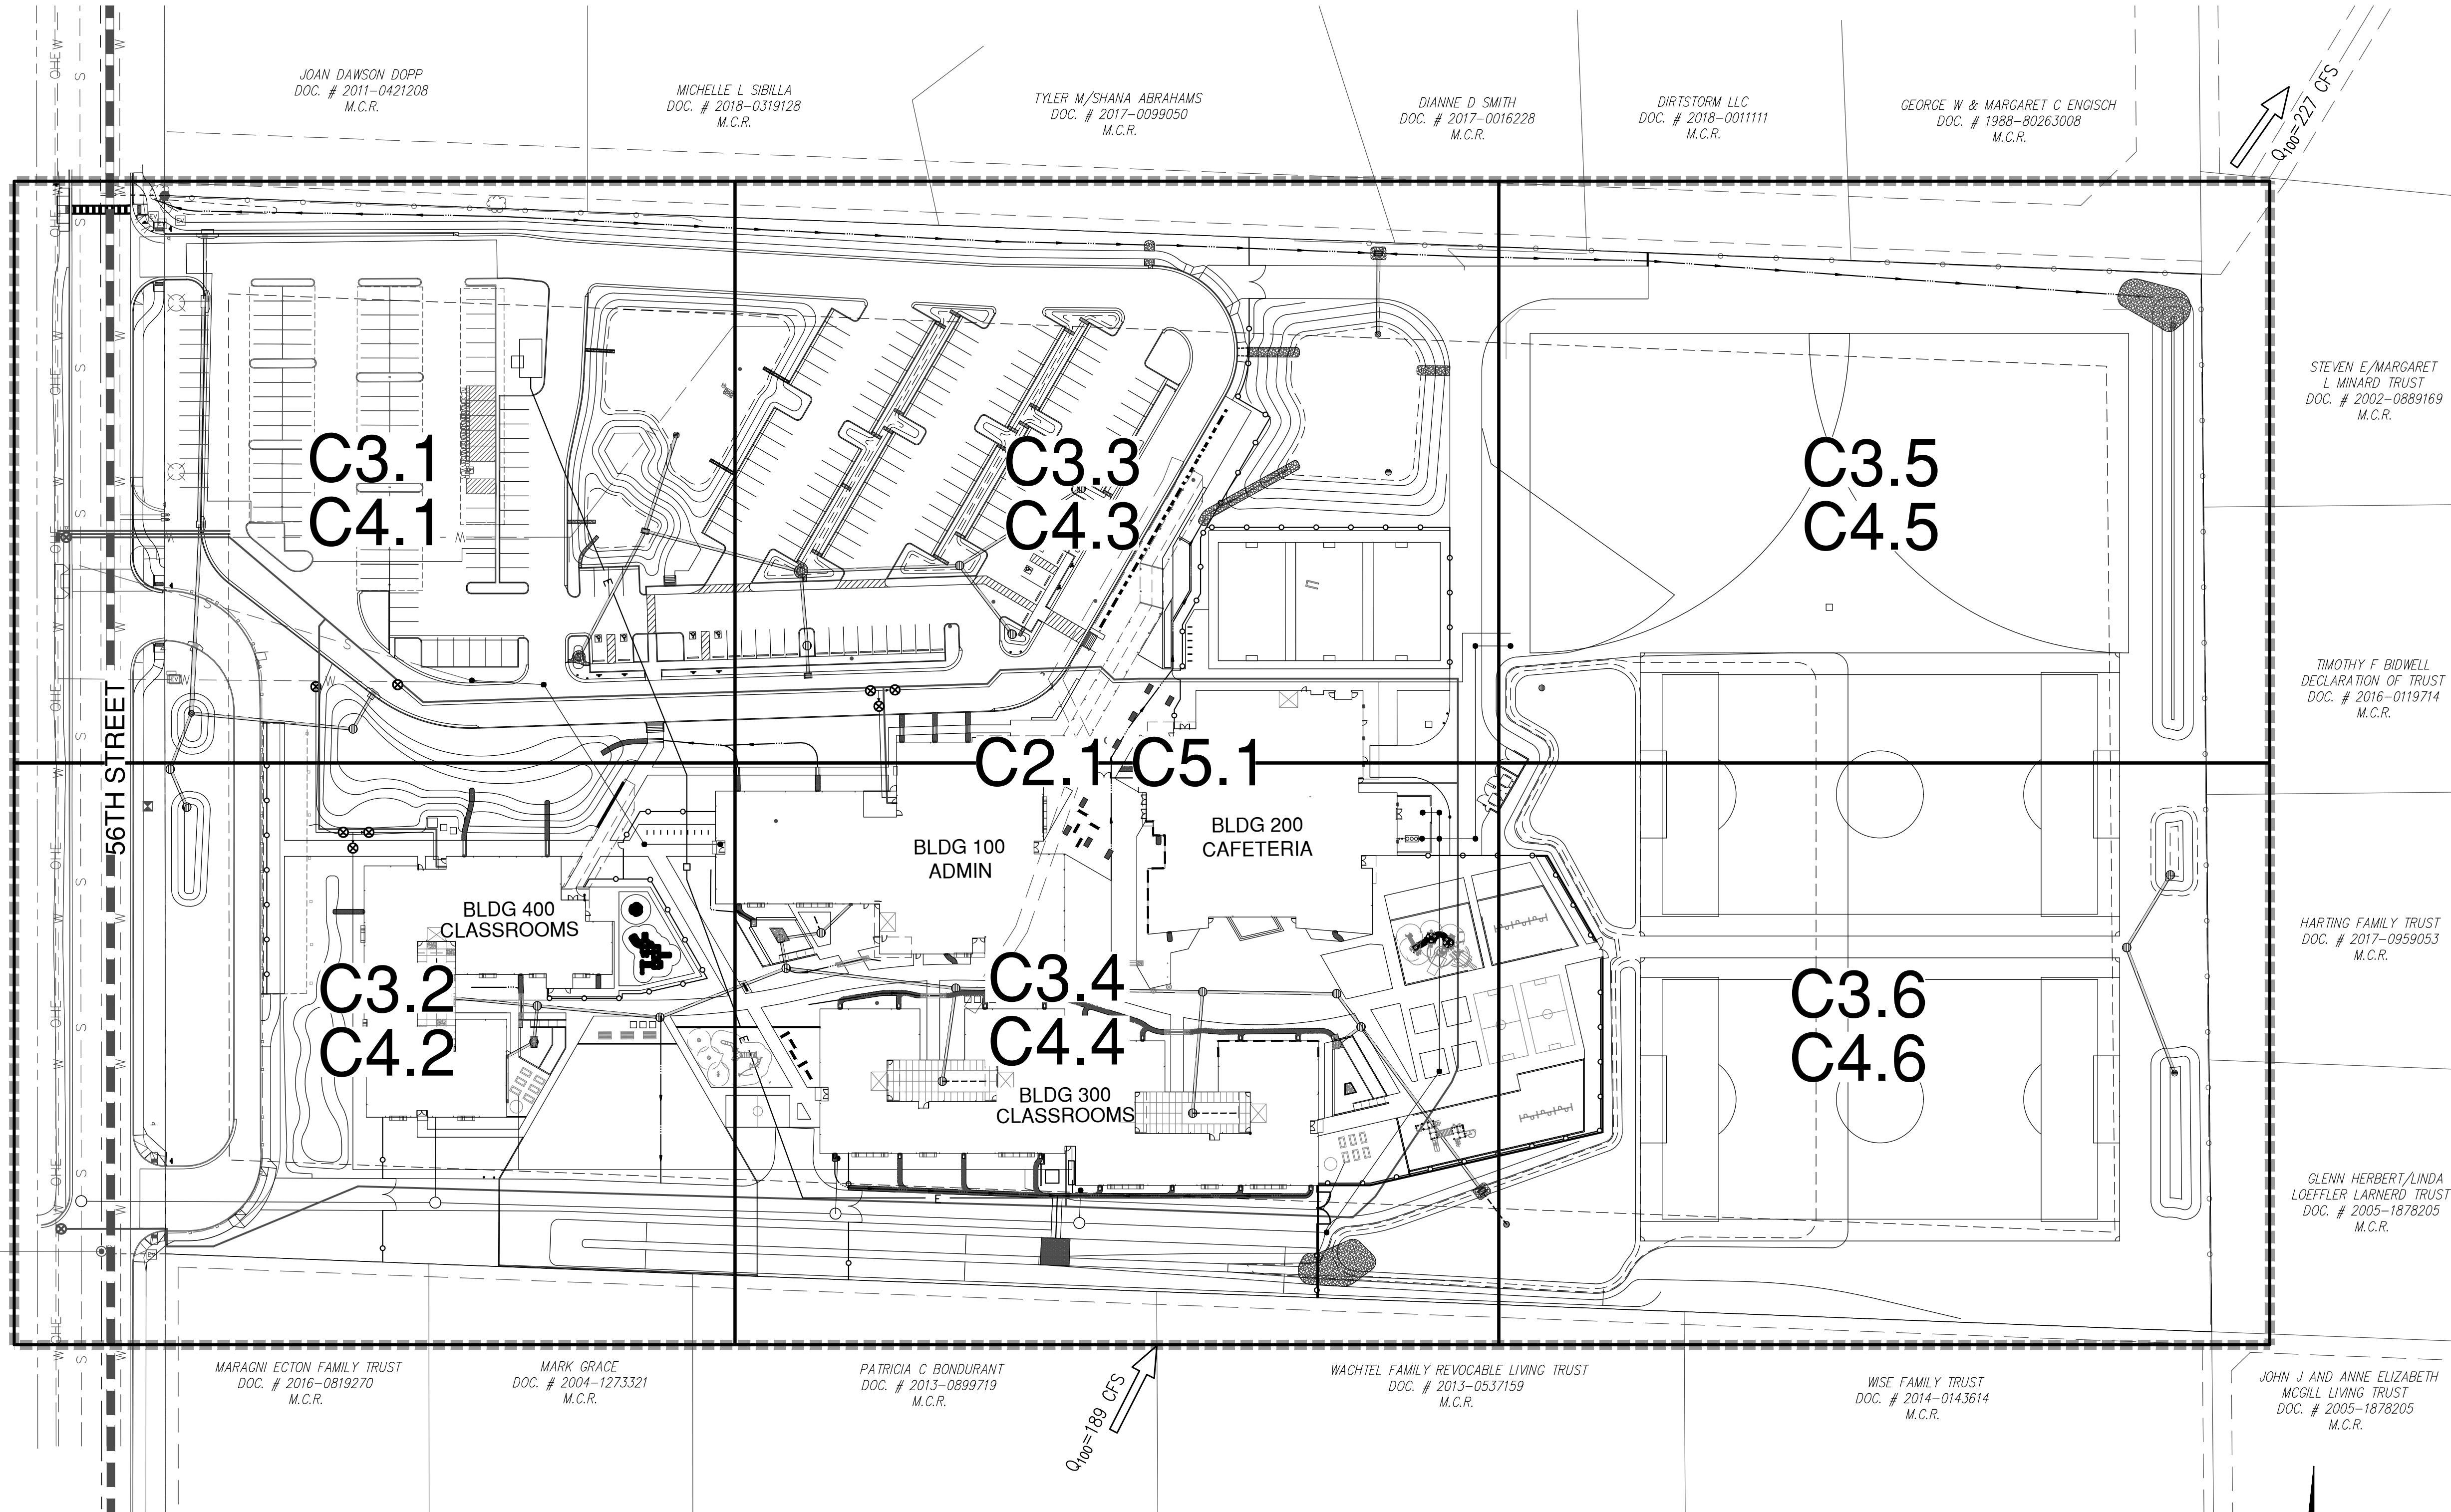 JOAN DAWSON DOPP
DOC. # 2011-0421208
M.C.R.
MICHELLE L SIBILLA
DOC. # 2018-0319128
M.C.R.
TYLER M/SHANA ABRAHAMS
DOC. # 2017-0099050
M.C.R.
DIANNE D SMITH
DOC. # 2017-0016228
M.C.R.
DIRTSTORM LLC
DOC. # 2018-0011111
M.C.R.
GEORGE W & MARGARET C ENGISCH
DOC. # 1988-80263008
M.C.R.
Q100=227 CFS
STEVEN E/MARGARET
L MINARD TRUST
DOC. # 2002-0889169
M.C.R.
C3.1
C4.1
C3.3
C4.3
C3.5
C4.5
TIMOTHY F BIDWELL
DECLARATION OF TRUST
DOC. # 2016-0119714
M.C.R.
56TH STREET
C2.1
C5.1
BLDG 100
ADMIN
BLDG 200
CAFETERIA
BLDG 400
CLASSROOMS
HARTING FAMILY TRUST
DOC. # 2017-0959053
M.C.R.
C3.2
C4.2
C3.4
C4.4
C3.6
C4.6
BLDG 300
CLASSROOMS
GLENN HERBERT/LINDA
LOEFFLER LARNERD TRUST
DOC. # 2005-1878205
M.C.R.
MARAGNI ECTON FAMILY TRUST
DOC. # 2016-0819270
M.C.R.
MARK GRACE
DOC. # 2004-1273321
M.C.R.
PATRICIA C BONDURANT
DOC. # 2013-0899719
M.C.R.
Q100=189 CFS
WACHTEL FAMILY REVOCABLE LIVING TRUST
DOC. # 2013-0537159
M.C.R.
WISE FAMILY TRUST
DOC. # 2014-0143614
M.C.R.
JOHN J AND ANNE ELIZABETH
MCGILL LIVING TRUST
DOC. # 2005-1878205
M.C.R.